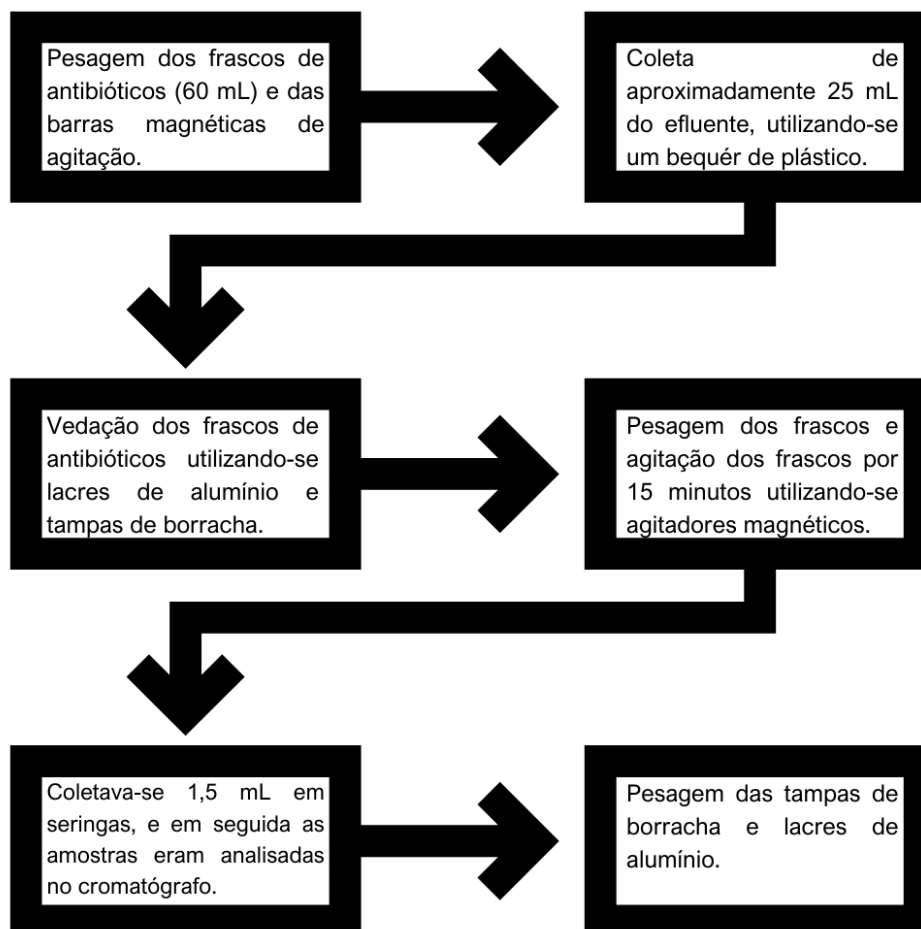 Pesagem dos frascos de
antibióticos (60 mL) e das
barras magnéticas de
agitação.
Coleta de
aproximadamente 25 mL
do efluente, utilizando-se
um bequér de plástico.
Vedação dos frascos de
antibióticos utilizando-se
lacres de alumínio e
tampas de borracha.
Pesagem dos frascos e
agitação dos frascos por
15 minutos utilizando-se
agitadores magnéticos.
Coletava-se 1,5 mL em
seringas, e em seguida as
amostras eram analisadas
no cromatógrafo.
Pesagem das tampas de
borracha e lacres de
alumínio.